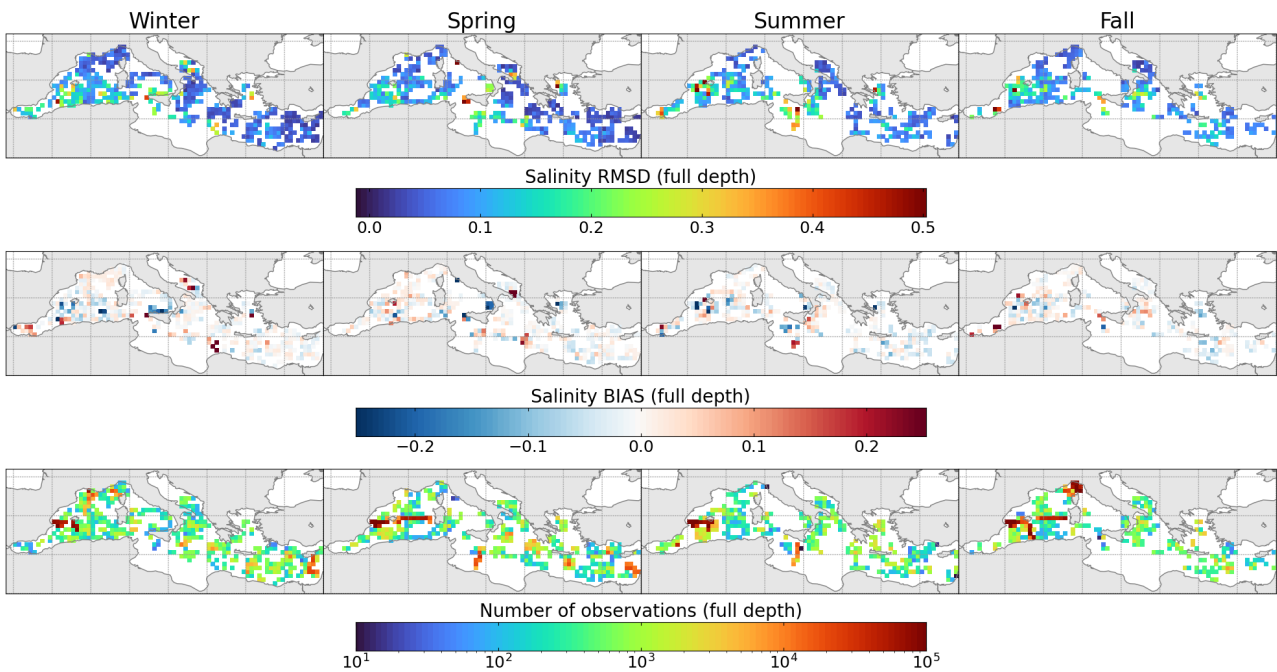 Winter Spring Summer Fall
Salinity RMSD (full depth)
0.0 0.1 0.2 0.3 0.4 0.5
Salinity BIAS (full depth)
−0.2 −0.1 0.0 0.1 0.2
Number of observations (full depth)
10¹ 10² 10³ 10⁴ 10⁵